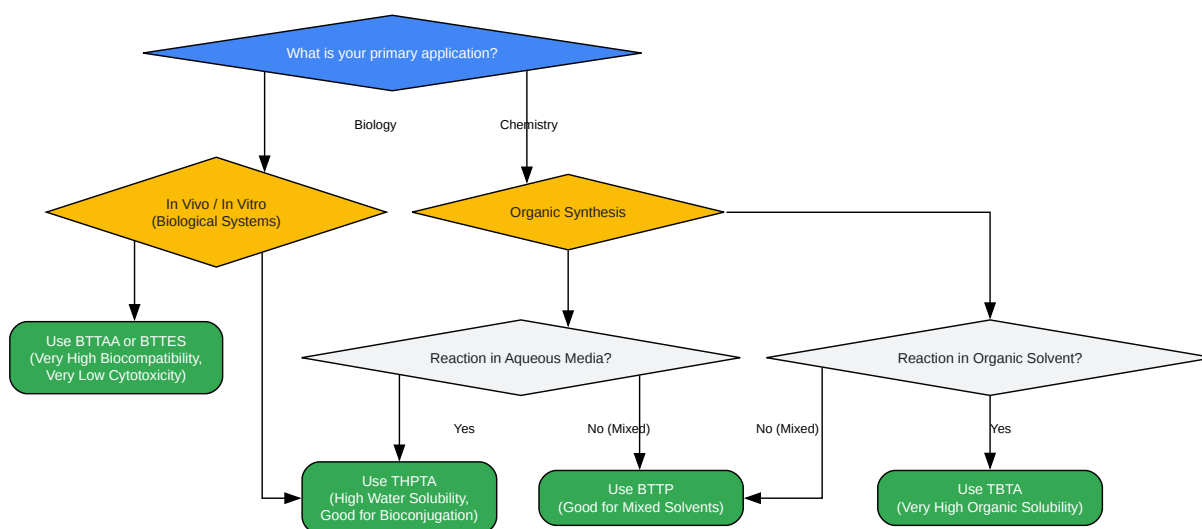 What is your primary application?
Biology
Chemistry
In Vivo / In Vitro
(Biological Systems)
Organic Synthesis
Use BTTAA or BTTES
(Very High Biocompatibility,
Very Low Cytotoxicity)
Reaction in Aqueous Media?
Reaction in Organic Solvent?
Yes
No (Mixed)
No (Mixed)
Yes
Use THPTA
(High Water Solubility,
Good for Bioconjugation)
Use BTTP
(Good for Mixed Solvents)
Use TBTA
(Very High Organic Solubility)